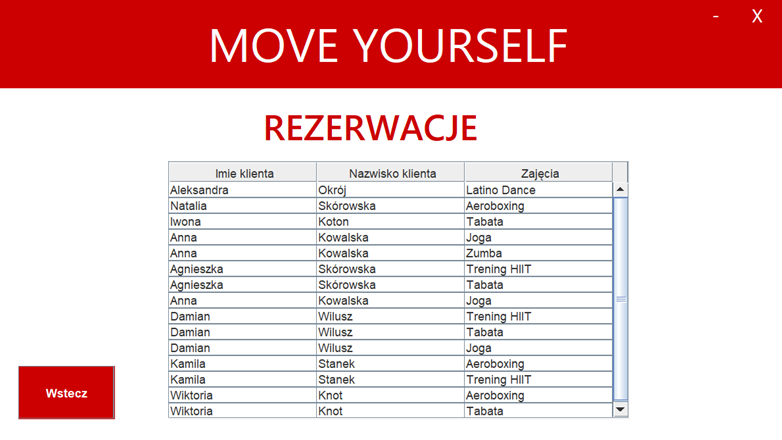 - X
MOVE YOURSELF
REZERWACJE
Imie klienta Nazwisko klienta Zajęcia
Aleksandra Okrój Latino Dance
Natalia Skórowska Aeroboxing
Iwona Koton Tabata
Anna Kowalska Joga
Anna Kowalska Zumba
Agnieszka Skórowska Trening HIIT
Agnieszka Skórowska Tabata
Anna Kowalska Joga
Damian Wilusz Trening HIIT
Damian Wilusz Tabata
Damian Wilusz Joga
Kamila Stanek Aeroboxing
Kamila Stanek Trening HIIT
Wiktoria Knot Aeroboxing
Wiktoria Knot Tabata
Wstecz